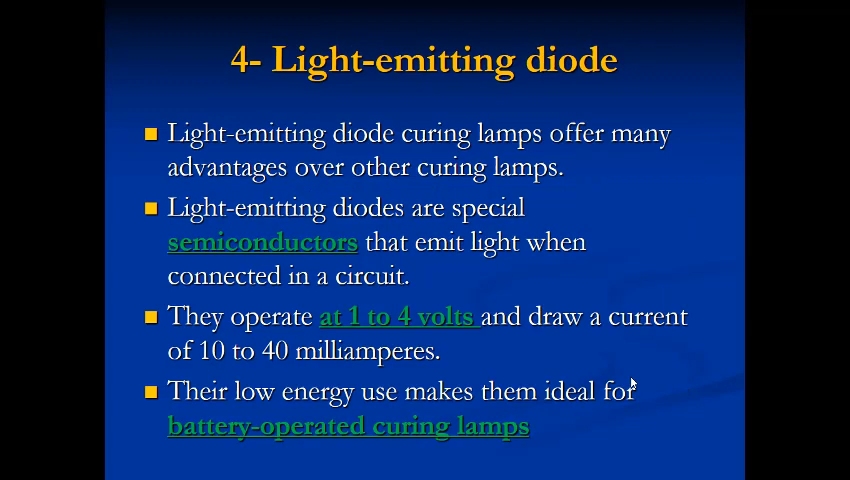 4- Light-emitting diode
Light-emitting diode curing lamps offer many
advantages over other curing lamps.
Light-emitting diodes are special
semiconductors that emit light when
connected in a circuit.
They operate at 1 to 4 volts and draw a current
of 10 to 40 milliamperes.
Their low energy use makes them ideal for
battery-operated curing lamps